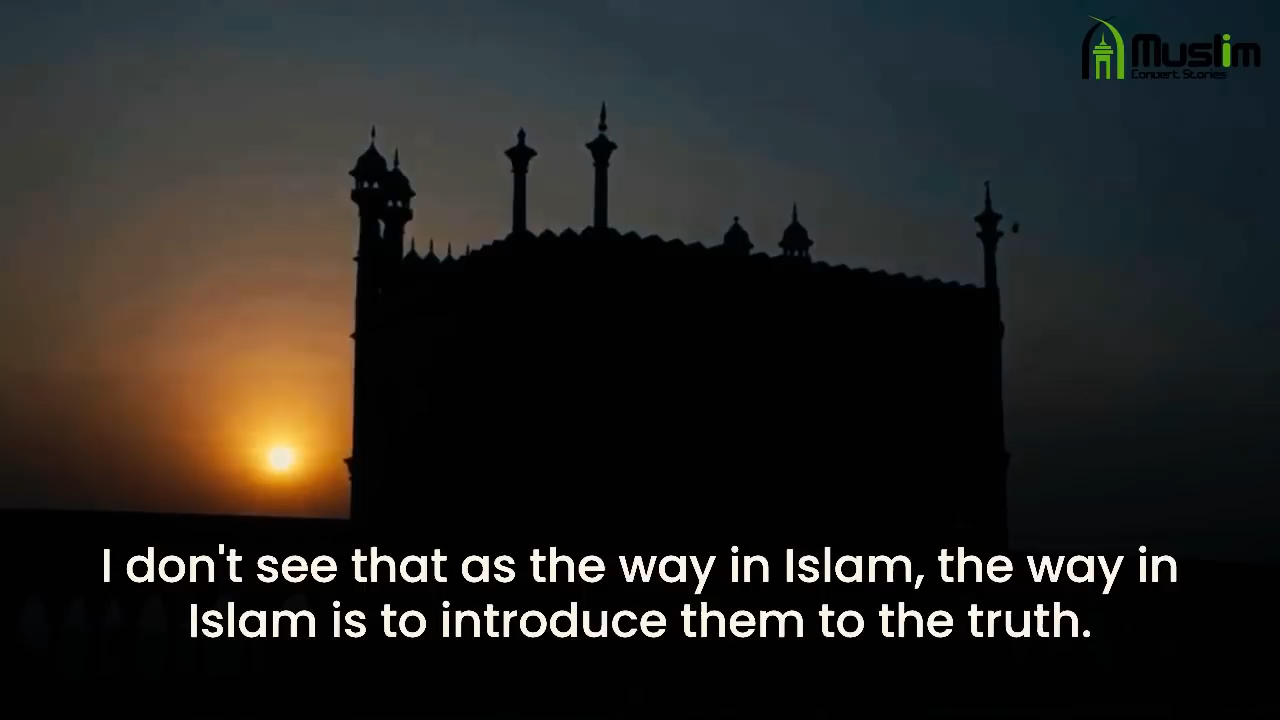 Muslim
Convert Stories
I don't see that as the way in Islam, the way in
Islam is to introduce them to the truth.